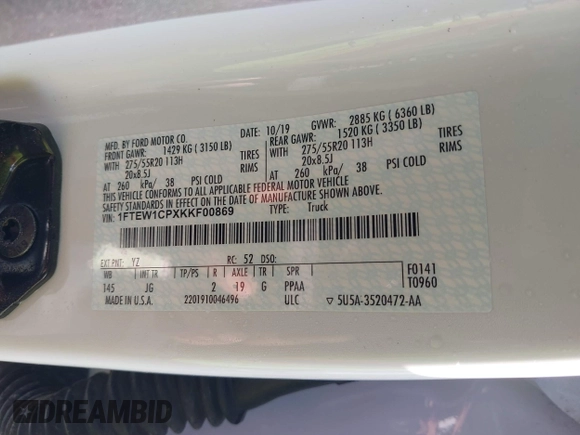 MFD. BY FORD MOTOR CO.
10/19
GVWR: 2885 KG ( 6360 LB)
FRONT GAWR: 1429 KG ( 3150 LB)
REAR GAWR: 1520 KG ( 3350 LB)
WITH 275/55R20 113H TIRES
WITH 275/55R20 113H TIRES
20x8.5J RIMS
20x8.5J RIMS
AT 260 kPa/ 38 PSI COLD
AT 260 kPa/ 38 PSI COLD
THIS VEHICLE CONFORMS TO ALL APPLICABLE FEDERAL MOTOR VEHICLE
SAFETY, BUMPER, AND THEFT PREVENTION STANDARDS IN EFFECT ON THE DATE
OF MANUFACTURE SHOWN ABOVE.
VIN: 1FTEW1CPXKKF00869
TYPE: Truck
EXT PNT: YZ
RC: 52 DSO:
WB INT TR TP/PS R AXLE TR SPR
F0141
145 JG 2 19 G PPAA
T0960
MADE IN U.S.A.
2201910046496
ULC
▽ 5U5A-3520472-AA
DREAMBID